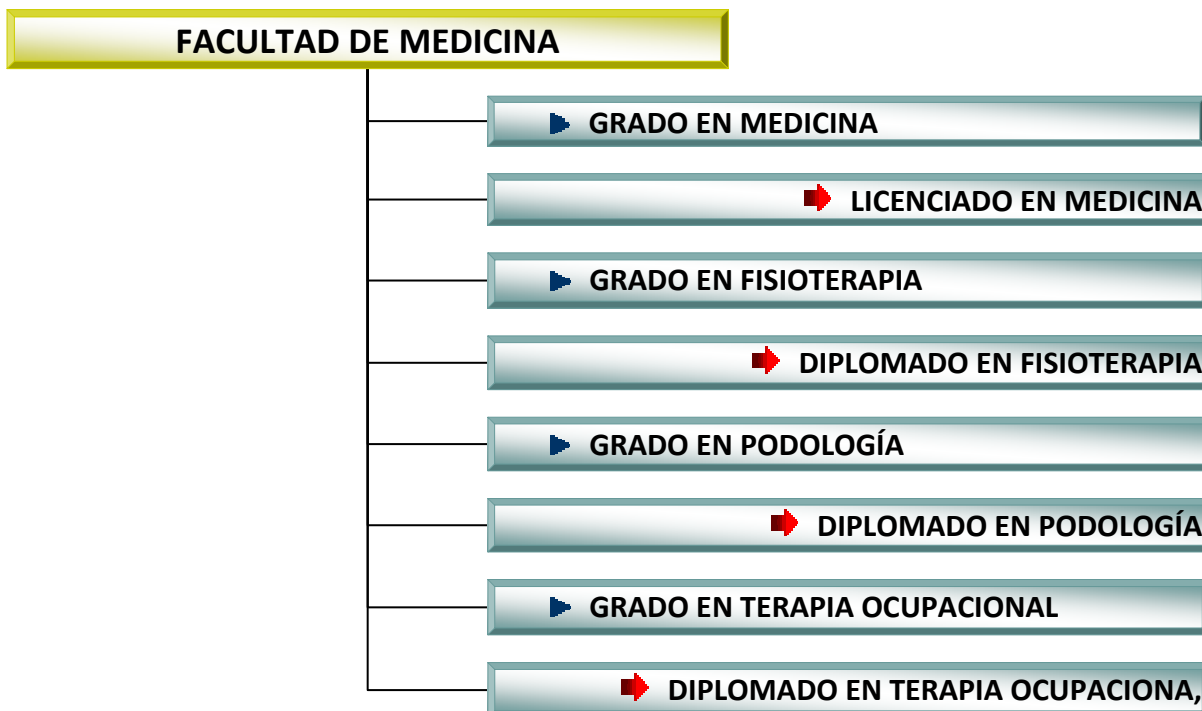 FACULTAD DE MEDICINA
GRADO EN MEDICINA
LICENCIADO EN MEDICINA
GRADO EN FISIOTERAPIA
DIPLOMADO EN FISIOTERAPIA
GRADO EN PODOLOGÍA
DIPLOMADO EN PODOLOGÍA
GRADO EN TERAPIA OCUPACIONAL
DIPLOMADO EN TERAPIA OCUPACIONA,